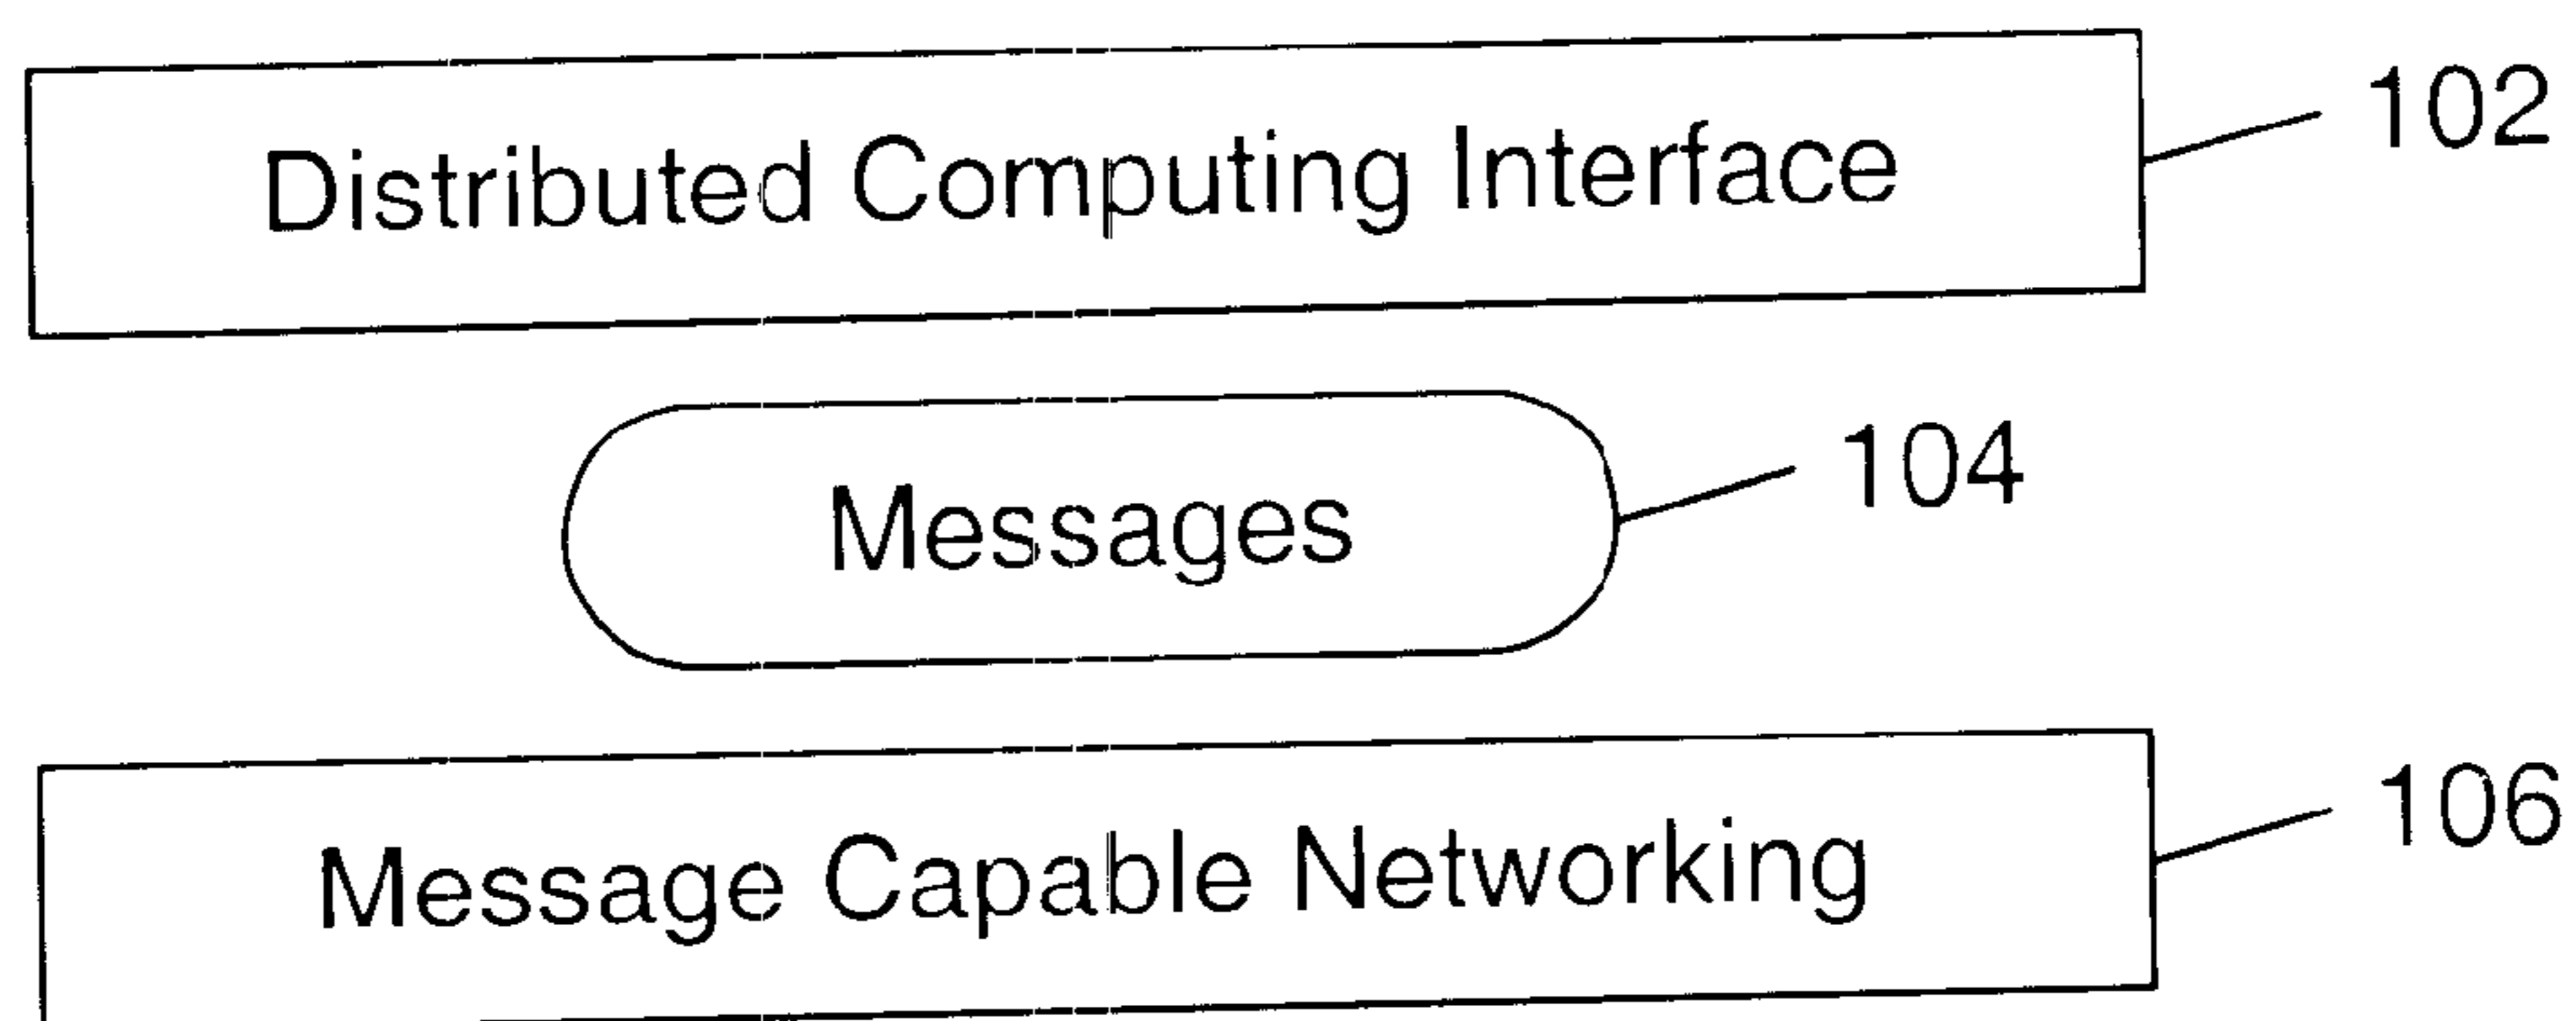 Distributed Computing Interface 102
Messages 104
Message Capable Networking 106